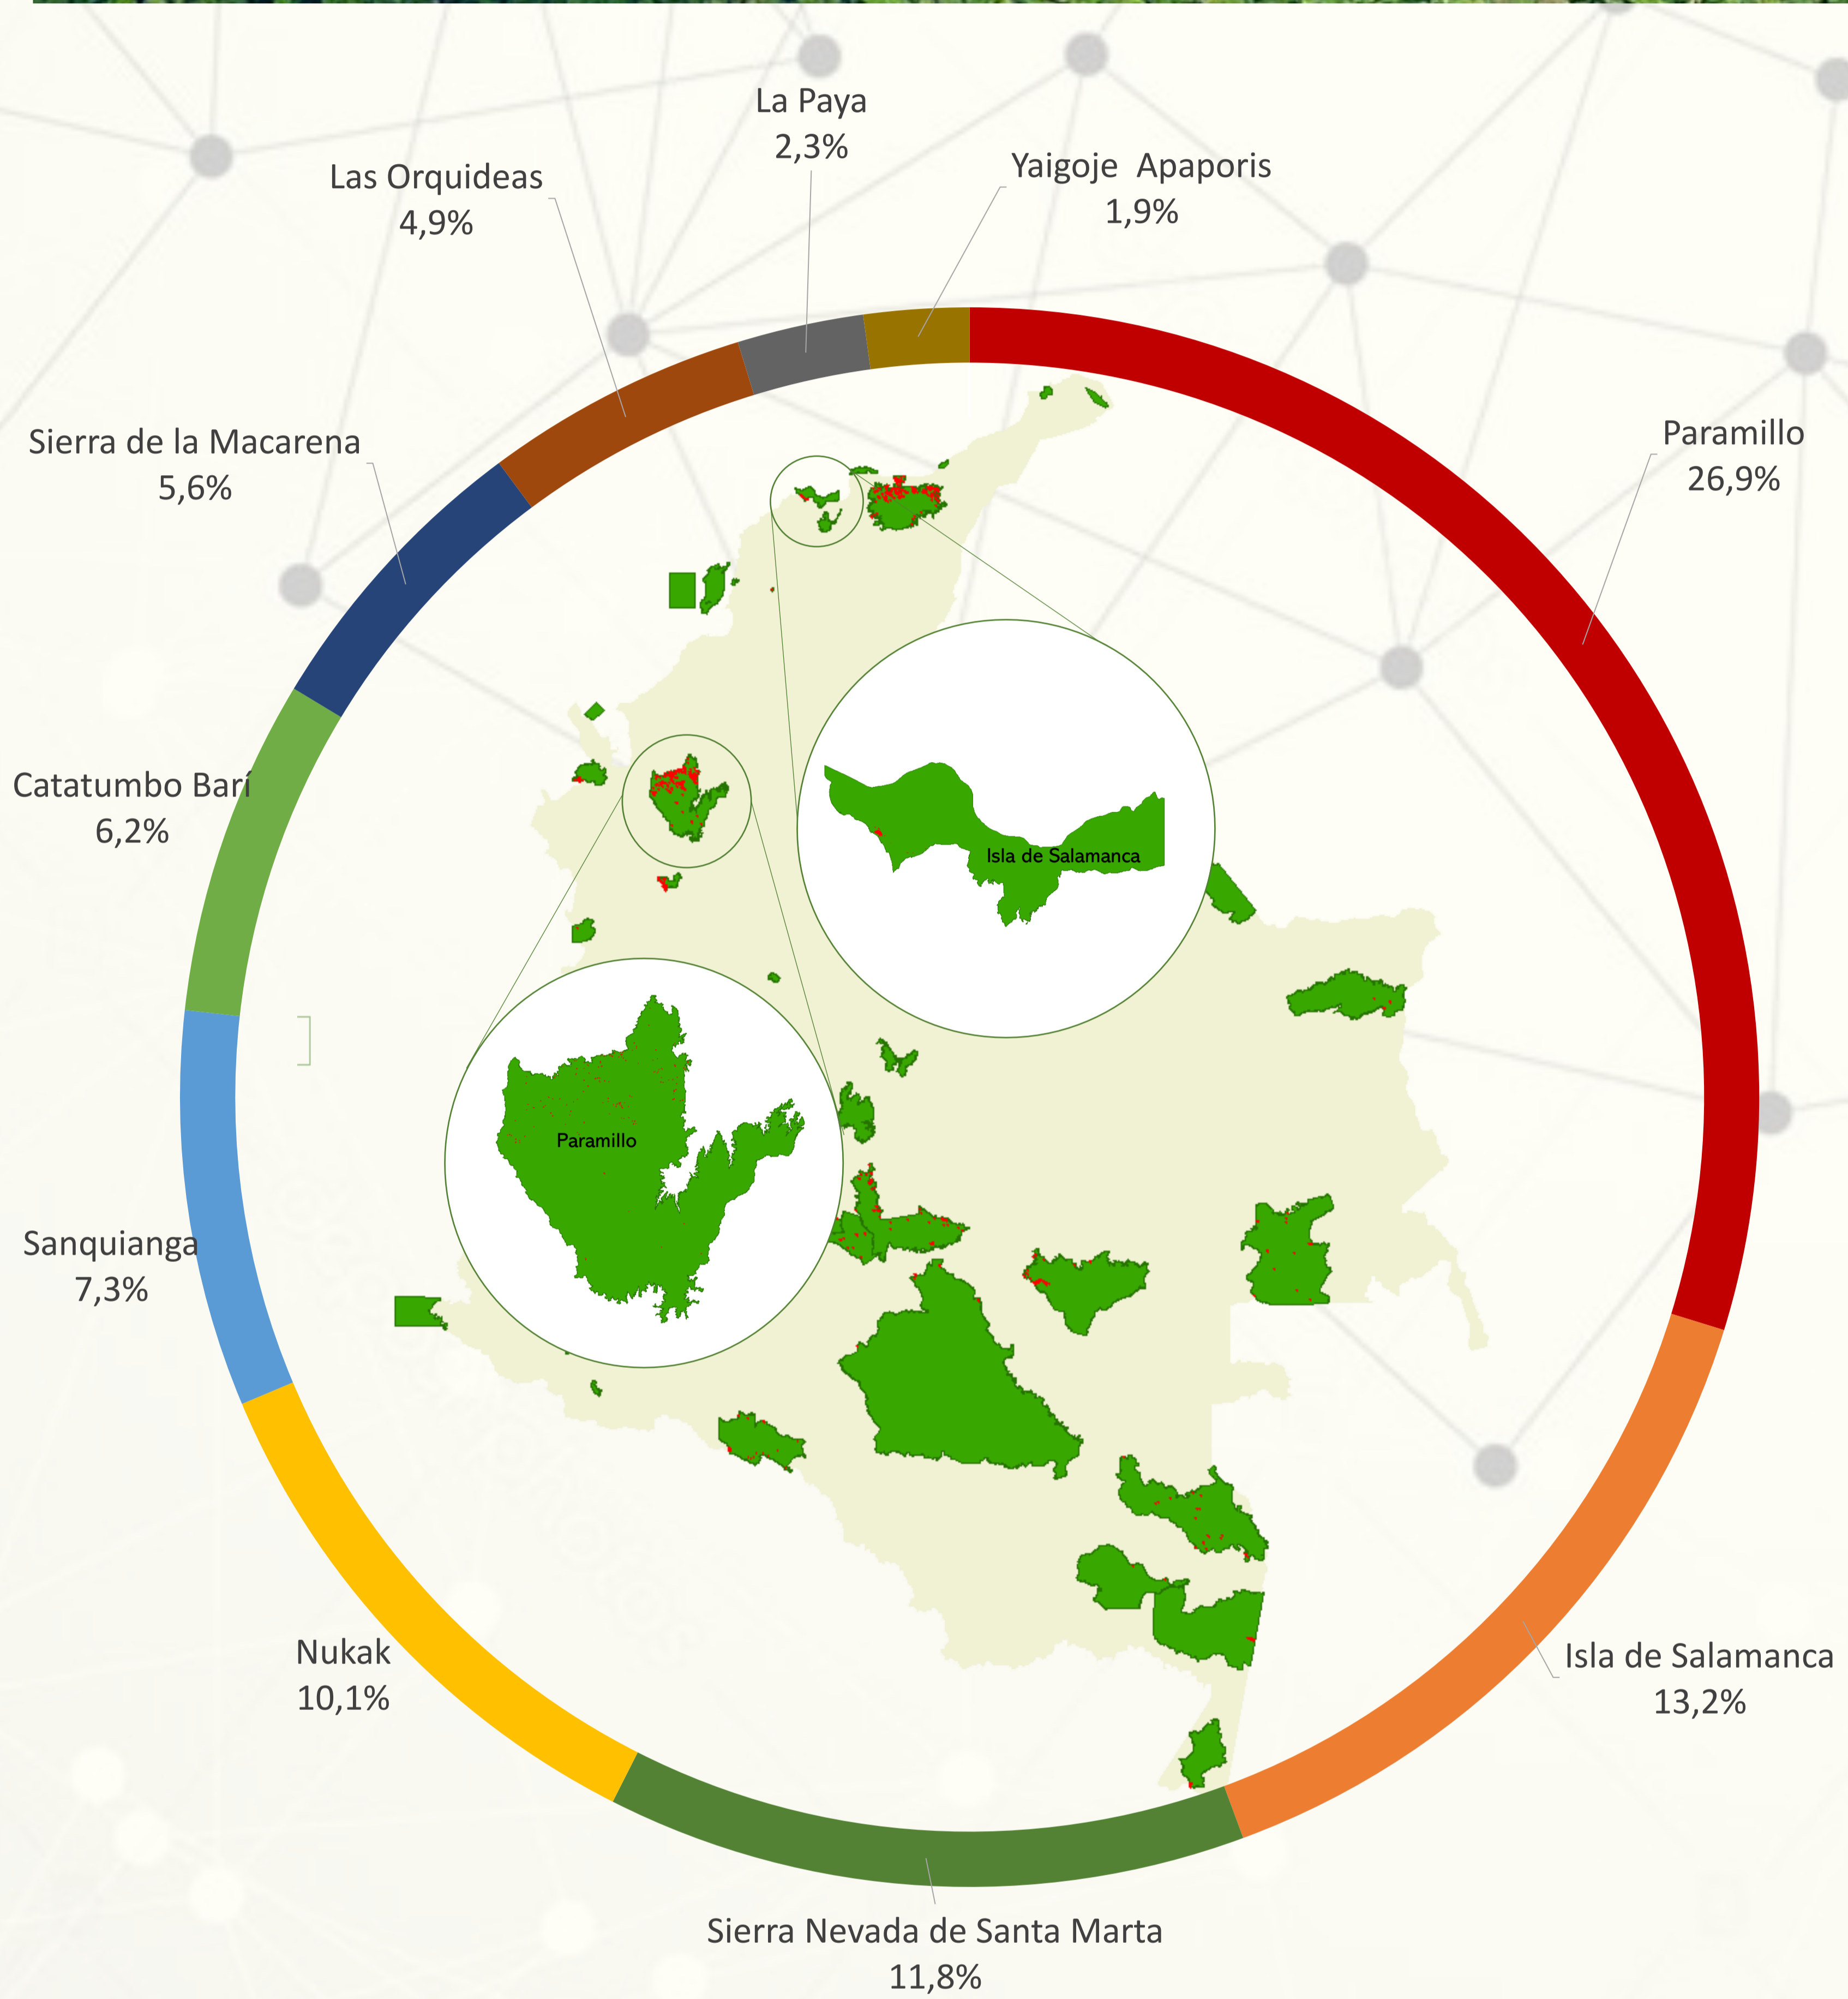 La Paya
2,3%
Yaigoje  Apaporis
1,9%
Las Orquideas
4,9%
Paramillo
26,9%
Sierra de la Macarena
5,6%
Catatumbo Barí
6,2%
Isla de Salamanca
Paramillo
Sanquianga
7,3%
Nukak
10,1%
Isla de Salamanca
13,2%
Sierra Nevada de Santa Marta
11,8%